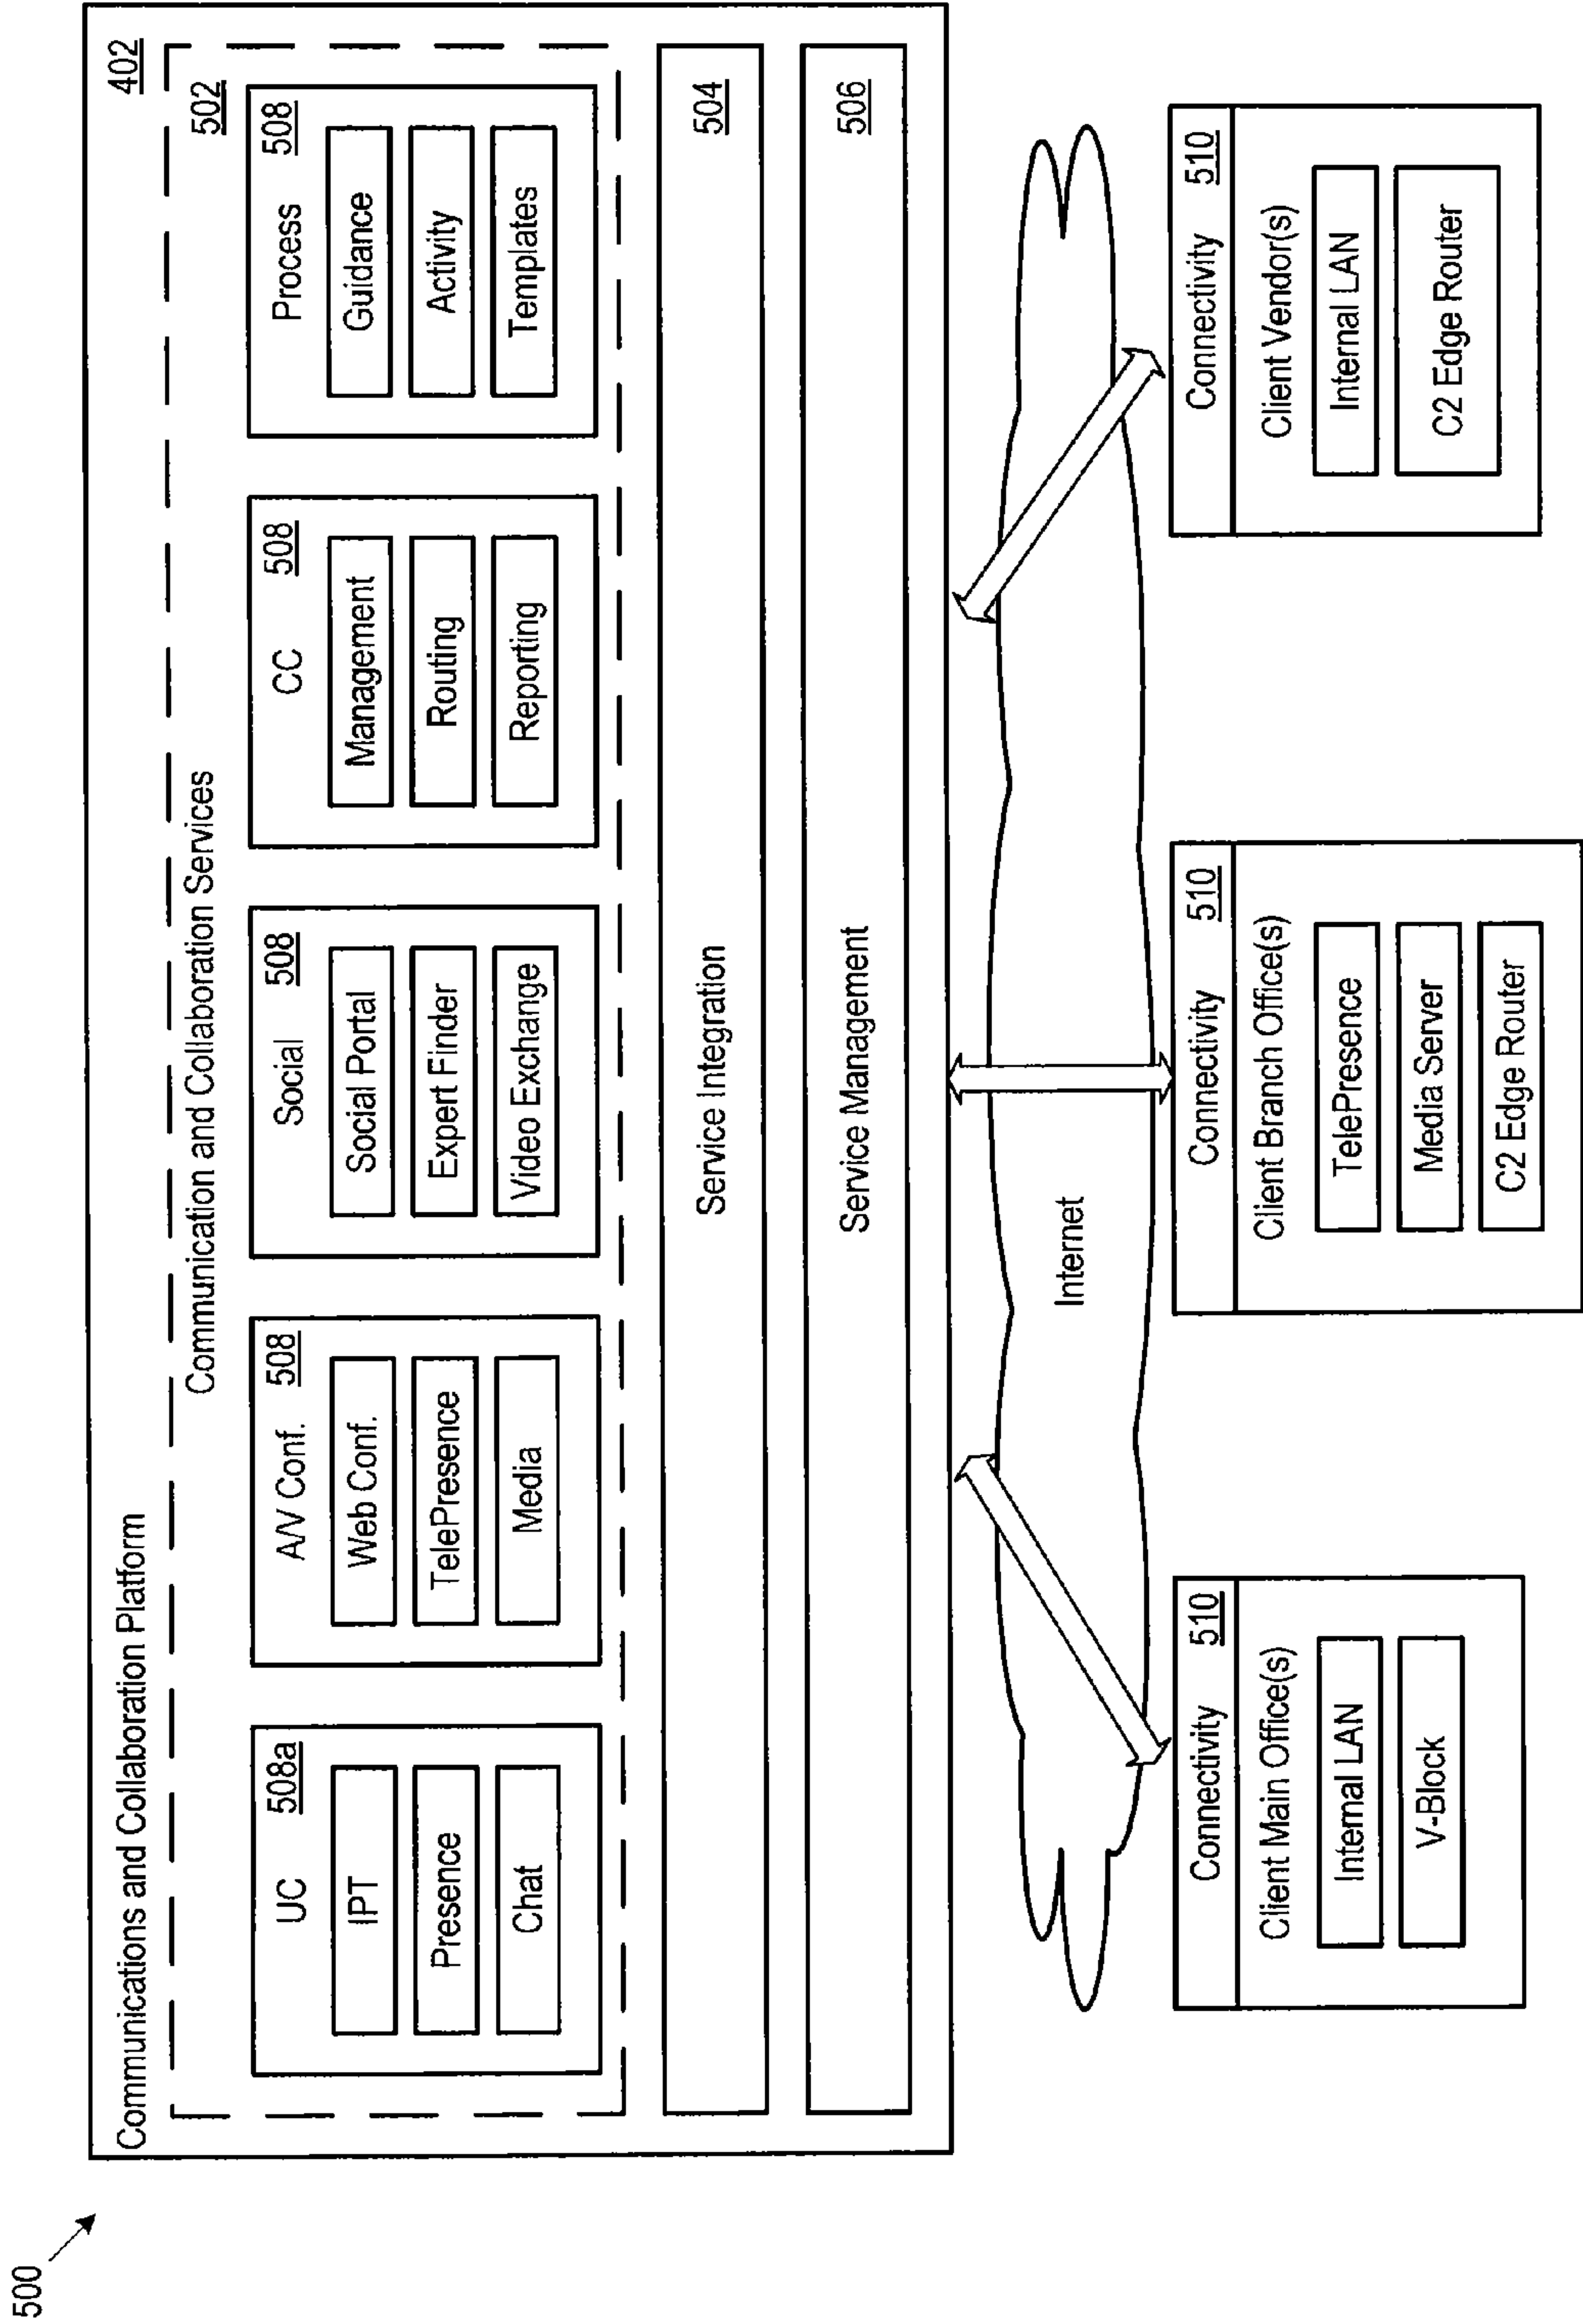 500
Communications and Collaboration Platform
402
Communication and Collaboration Services
502
UC
508a
IPT
Presence
Chat
A/V Conf.
508
Web Conf.
TelePresence
Media
Social
508
Social Portal
Expert Finder
Video Exchange
CC
508
Management
Routing
Reporting
Process
508
Guidance
Activity
Templates
Service Integration
504
Service Management
506
Internet
Connectivity
510
Client Main Office(s)
Internal LAN
V-Block
Connectivity
510
Client Branch Office(s)
TelePresence
Media Server
C2 Edge Router
Connectivity
510
Client Vendor(s)
Internal LAN
C2 Edge Router